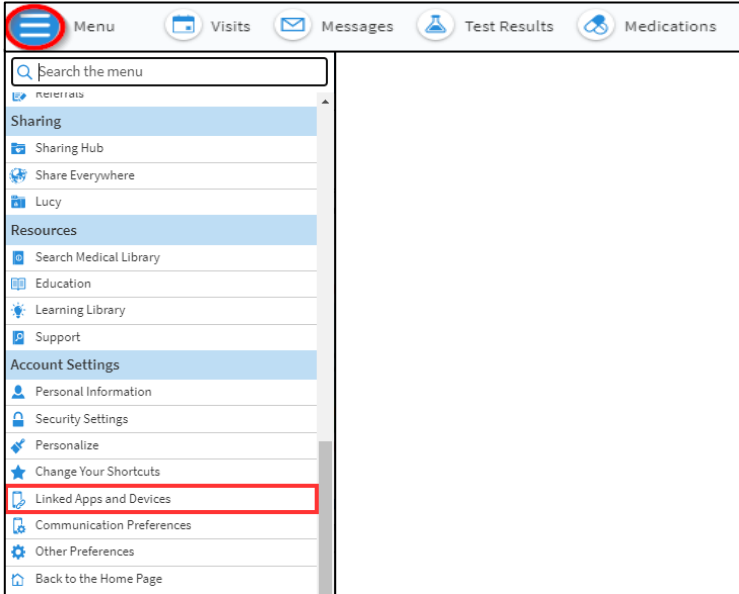 Menu Visits Messages Test Results Medications
Search the menu
Referrals
Sharing
Sharing Hub
Share Everywhere
Lucy
Resources
Search Medical Library
Education
Learning Library
Support
Account Settings
Personal Information
Security Settings
Personalize
Change Your Shortcuts
Linked Apps and Devices
Communication Preferences
Other Preferences
Back to the Home Page